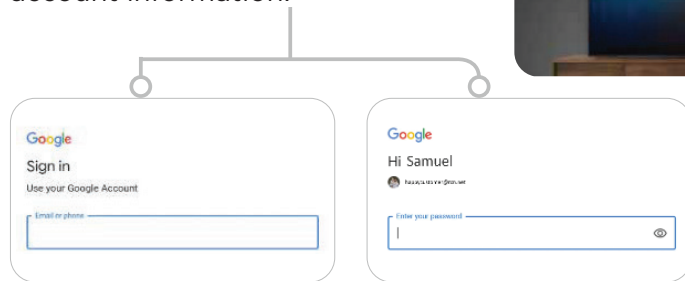 account information.
Google
Sign in
Use your Google Account
Email or phone
Google
Hi Samuel
Enter your password